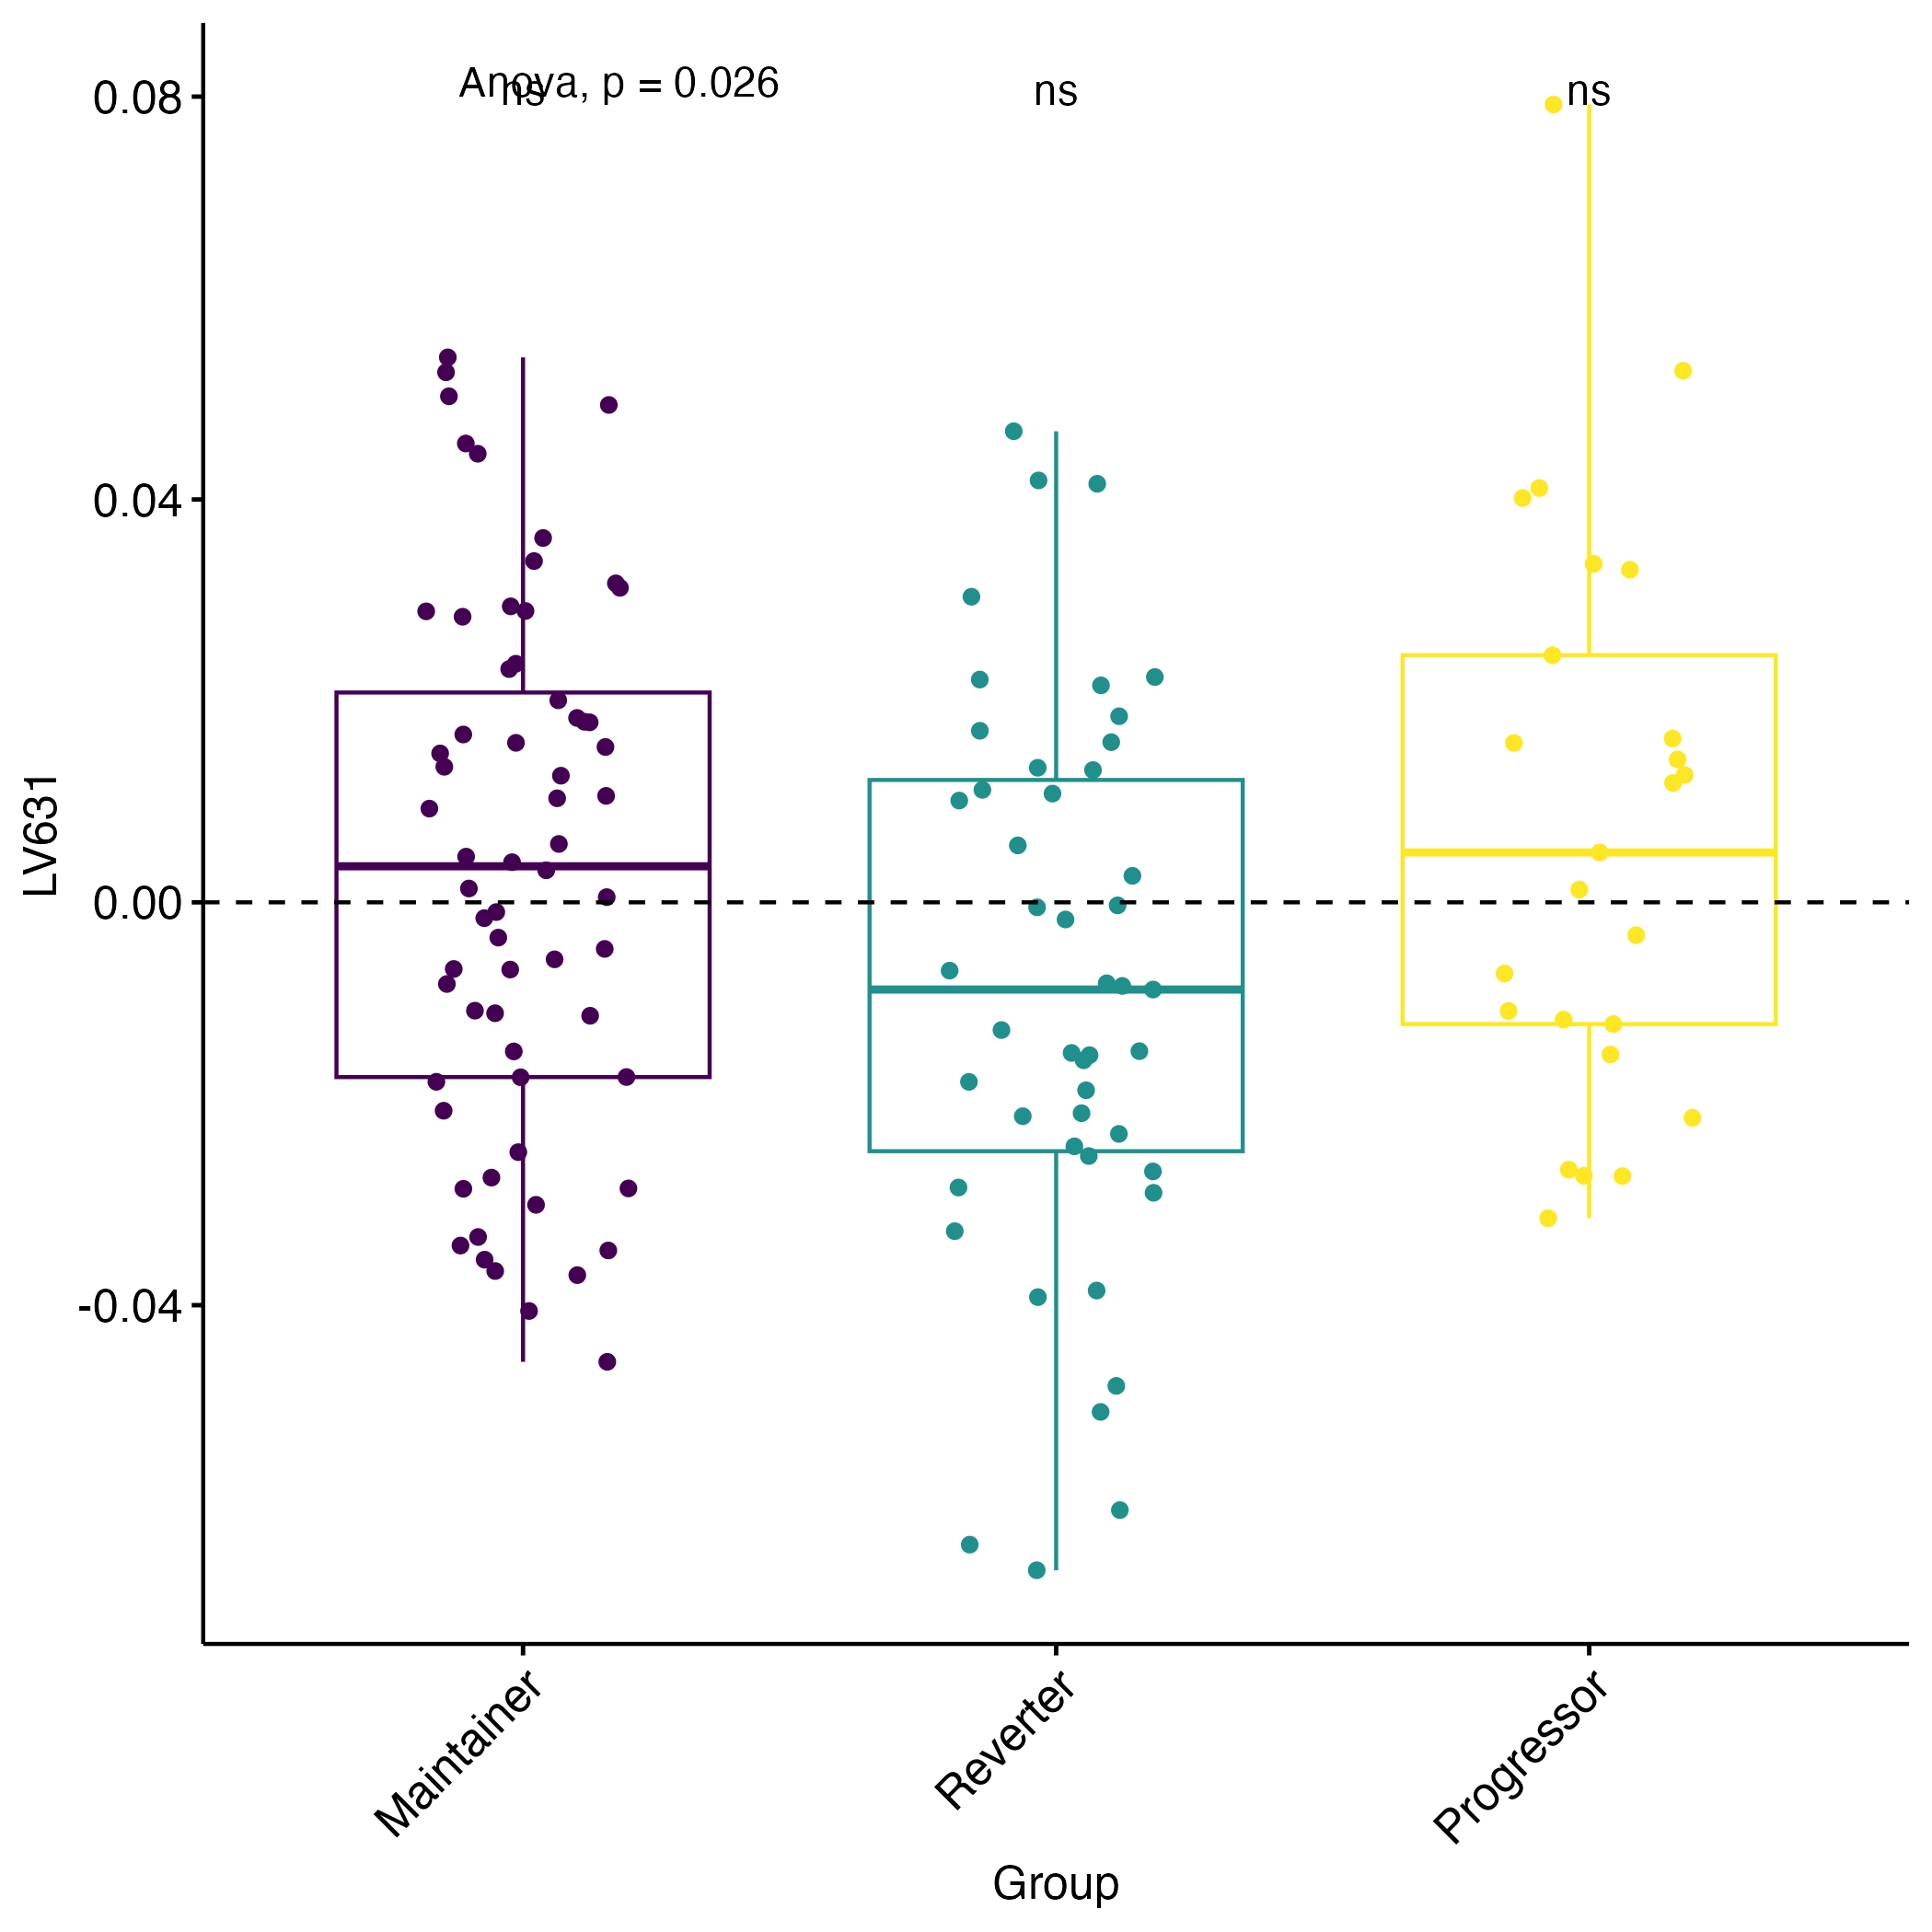 Anova, p = 0.026
ns
ns
ns
0.08
0.04
0.00
-0.04
LV631
Maintainer
Reverter
Progressor
Group